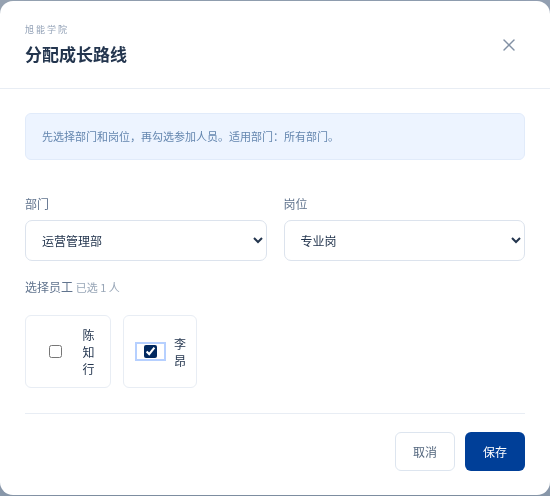 旭能学院
分配成长路线
先选择部门和岗位，再勾选参加人员。适用部门：所有部门。
部门
岗位
运营管理部
专业岗
选择员工 已选 1 人
陈
知
行
李
昂
取消
保存